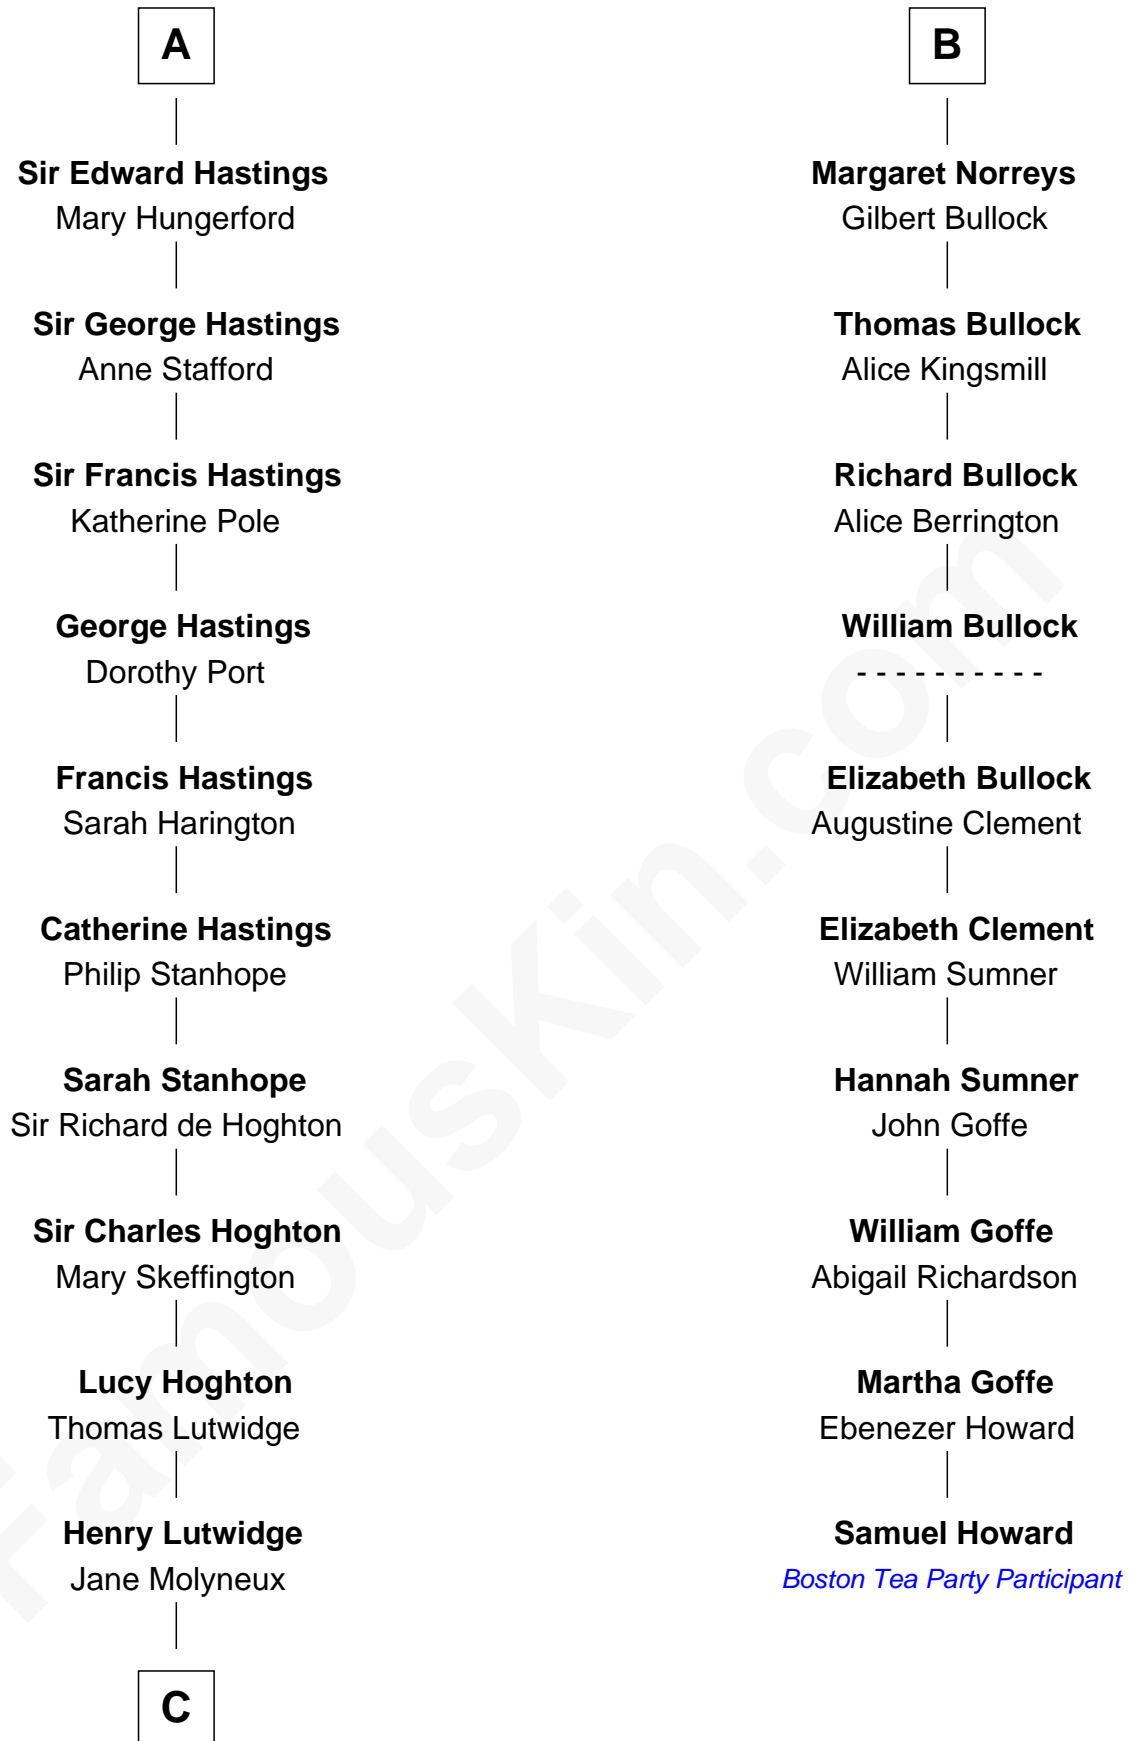 A
Sir Edward Hastings
Mary Hungerford
Sir George Hastings
Anne Stafford
Sir Francis Hastings
Katherine Pole
George Hastings
Dorothy Port
Francis Hastings
Sarah Harington
Catherine Hastings
Philip Stanhope
Sarah Stanhope
Sir Richard de Hoghton
Sir Charles Hoghton
Mary Skeffington
Lucy Hoghton
Thomas Lutwidge
Henry Lutwidge
Jane Molyneux
C
B
Margaret Norreys
Gilbert Bullock
Thomas Bullock
Alice Kingsmill
Richard Bullock
Alice Berrington
William Bullock
- - - - - - - - - -
Elizabeth Bullock
Augustine Clement
Elizabeth Clement
William Sumner
Hannah Sumner
John Goffe
William Goffe
Abigail Richardson
Martha Goffe
Ebenezer Howard
Samuel Howard
Boston Tea Party Participant
FamousKin.com